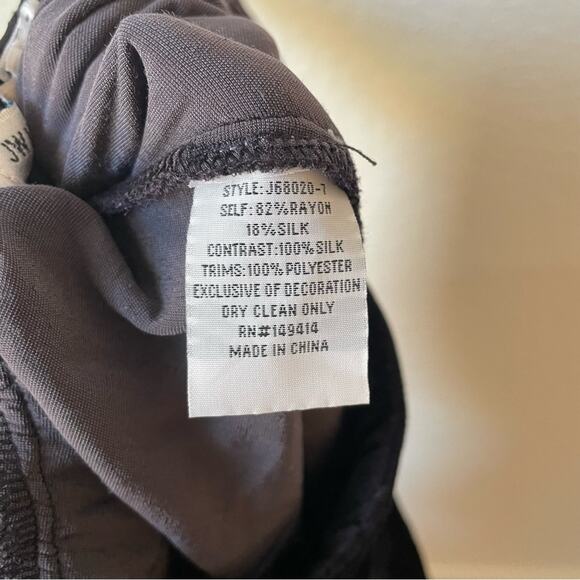 STYLE: J68020-7
SELF: 82%RAYON
18%SILK
CONTRAST:100%SILK
TRIMS:100% POLYESTER
EXCLUSIVE OF DECORATION
DRY CLEAN ONLY
RN#149414
MADE IN CHINA